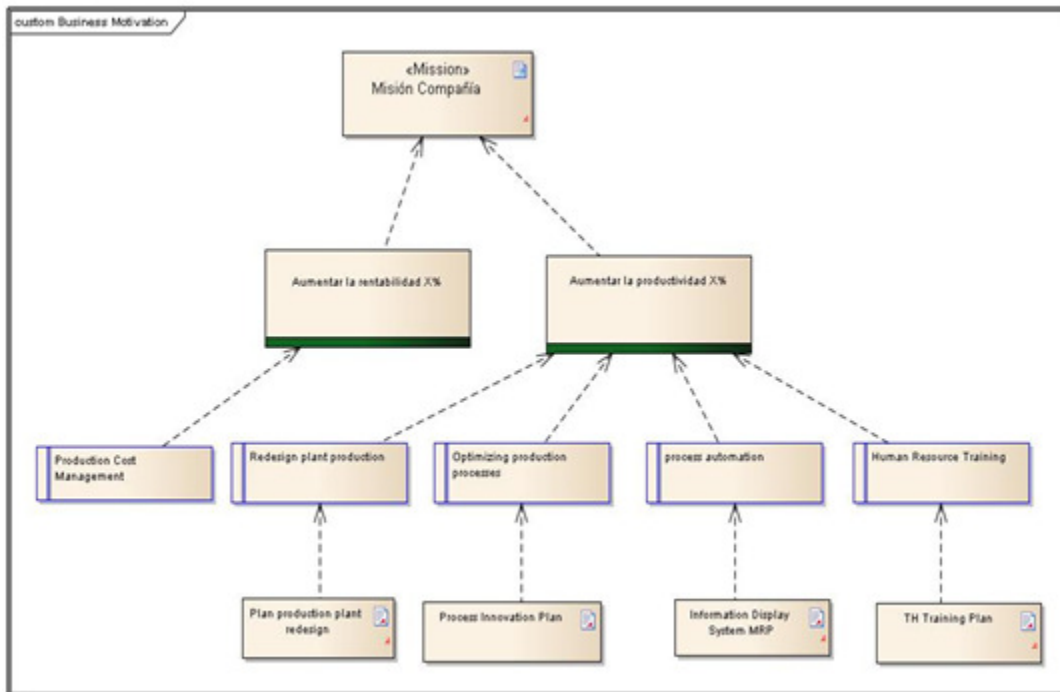 custom Business Motivation
«Mission»
Misión Compañía
Aumentar la rentabilidad X%
Aumentar la productividad X%
Production Cost
Management
Redesign plant production
Optimizing production
processes
process automation
Human Resource Training
Plan production plant
redesign
Process Innovation Plan
Information Display
System MRP
TH Training Plan